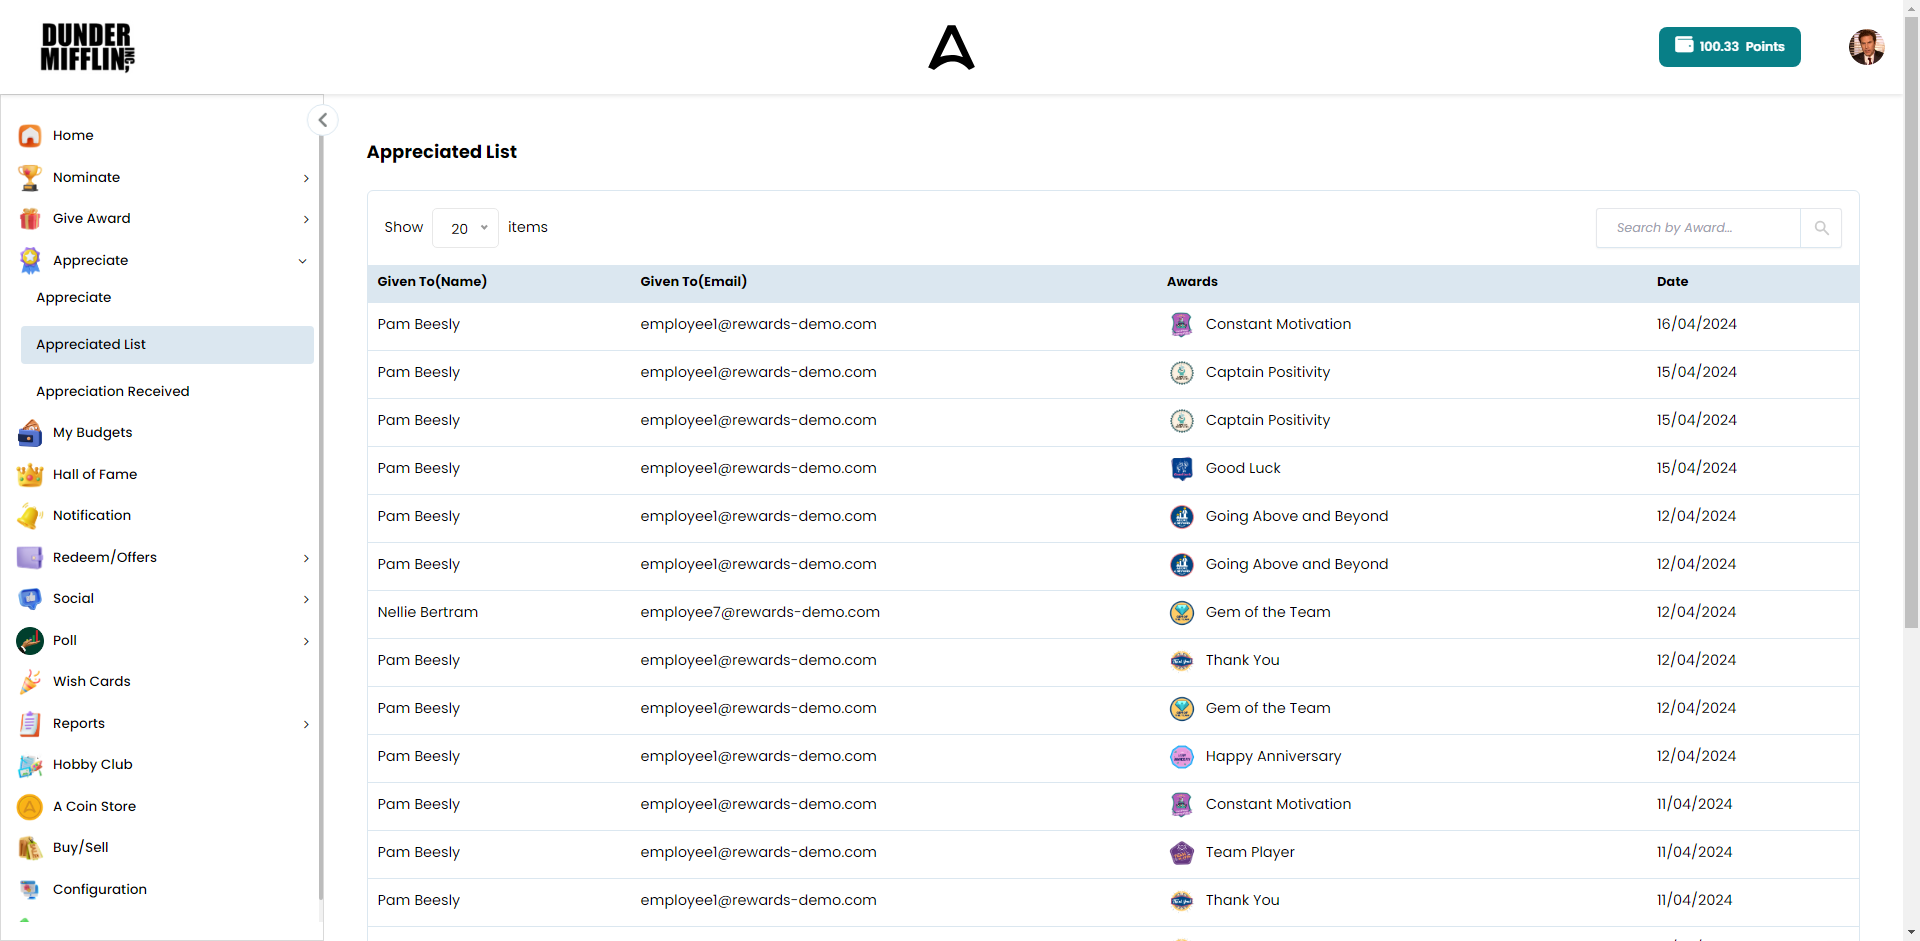 DUNDER
MIFFLIN INC,
100.33 Points
Home
Nominate
Give Award
Appreciate
Appreciate
Appreciated List
Appreciation Received
My Budgets
Hall of Fame
Notification
Redeem/Offers
Social
Poll
Wish Cards
Reports
Hobby Club
A Coin Store
Buy/Sell
Configuration
Appreciated List
Show 20 items
Search by Award...
Given To(Name) Given To(Email) Awards Date
Pam Beesly employee1@rewards-demo.com Constant Motivation 16/04/2024
Pam Beesly employee1@rewards-demo.com Captain Positivity 15/04/2024
Pam Beesly employee1@rewards-demo.com Captain Positivity 15/04/2024
Pam Beesly employee1@rewards-demo.com Good Luck 15/04/2024
Pam Beesly employee1@rewards-demo.com Going Above and Beyond 12/04/2024
Pam Beesly employee1@rewards-demo.com Going Above and Beyond 12/04/2024
Nellie Bertram employee7@rewards-demo.com Gem of the Team 12/04/2024
Pam Beesly employee1@rewards-demo.com Thank You 12/04/2024
Pam Beesly employee1@rewards-demo.com Gem of the Team 12/04/2024
Pam Beesly employee1@rewards-demo.com Happy Anniversary 12/04/2024
Pam Beesly employee1@rewards-demo.com Constant Motivation 11/04/2024
Pam Beesly employee1@rewards-demo.com Team Player 11/04/2024
Pam Beesly employee1@rewards-demo.com Thank You 11/04/2024